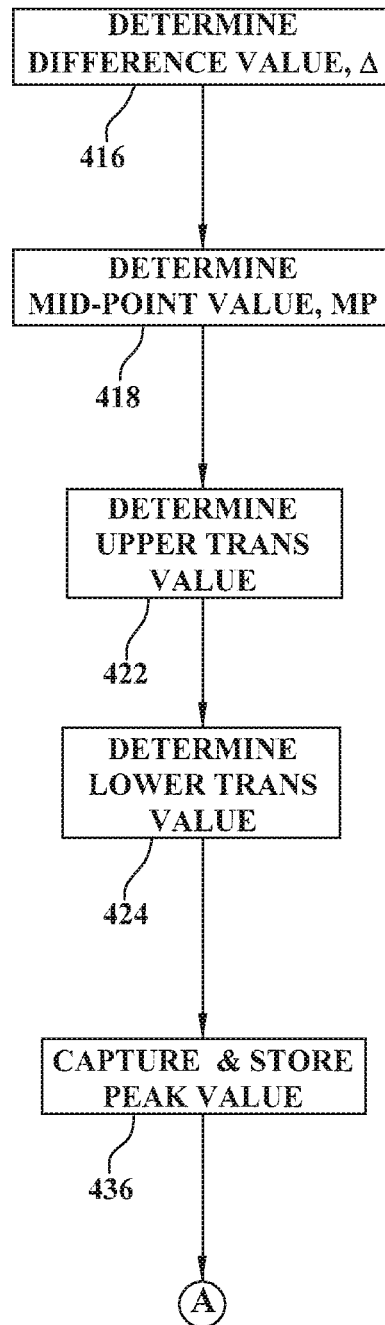 DETERMINE
DIFFERENCE VALUE, Δ
416
DETERMINE
MID-POINT VALUE, MP
418
DETERMINE
UPPER TRANS
VALUE
422
DETERMINE
LOWER TRANS
VALUE
424
CAPTURE & STORE
PEAK VALUE
436
A